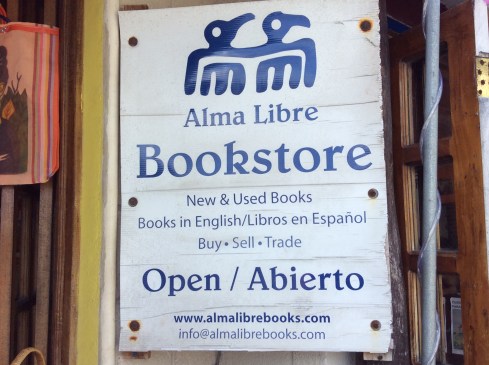 Alma Libre
Bookstore
New & Used Books
Books in English/Libros en Español
Buy • Sell • Trade
Open / Abierto
www.almalibrebooks.com
info@almalibrebooks.com